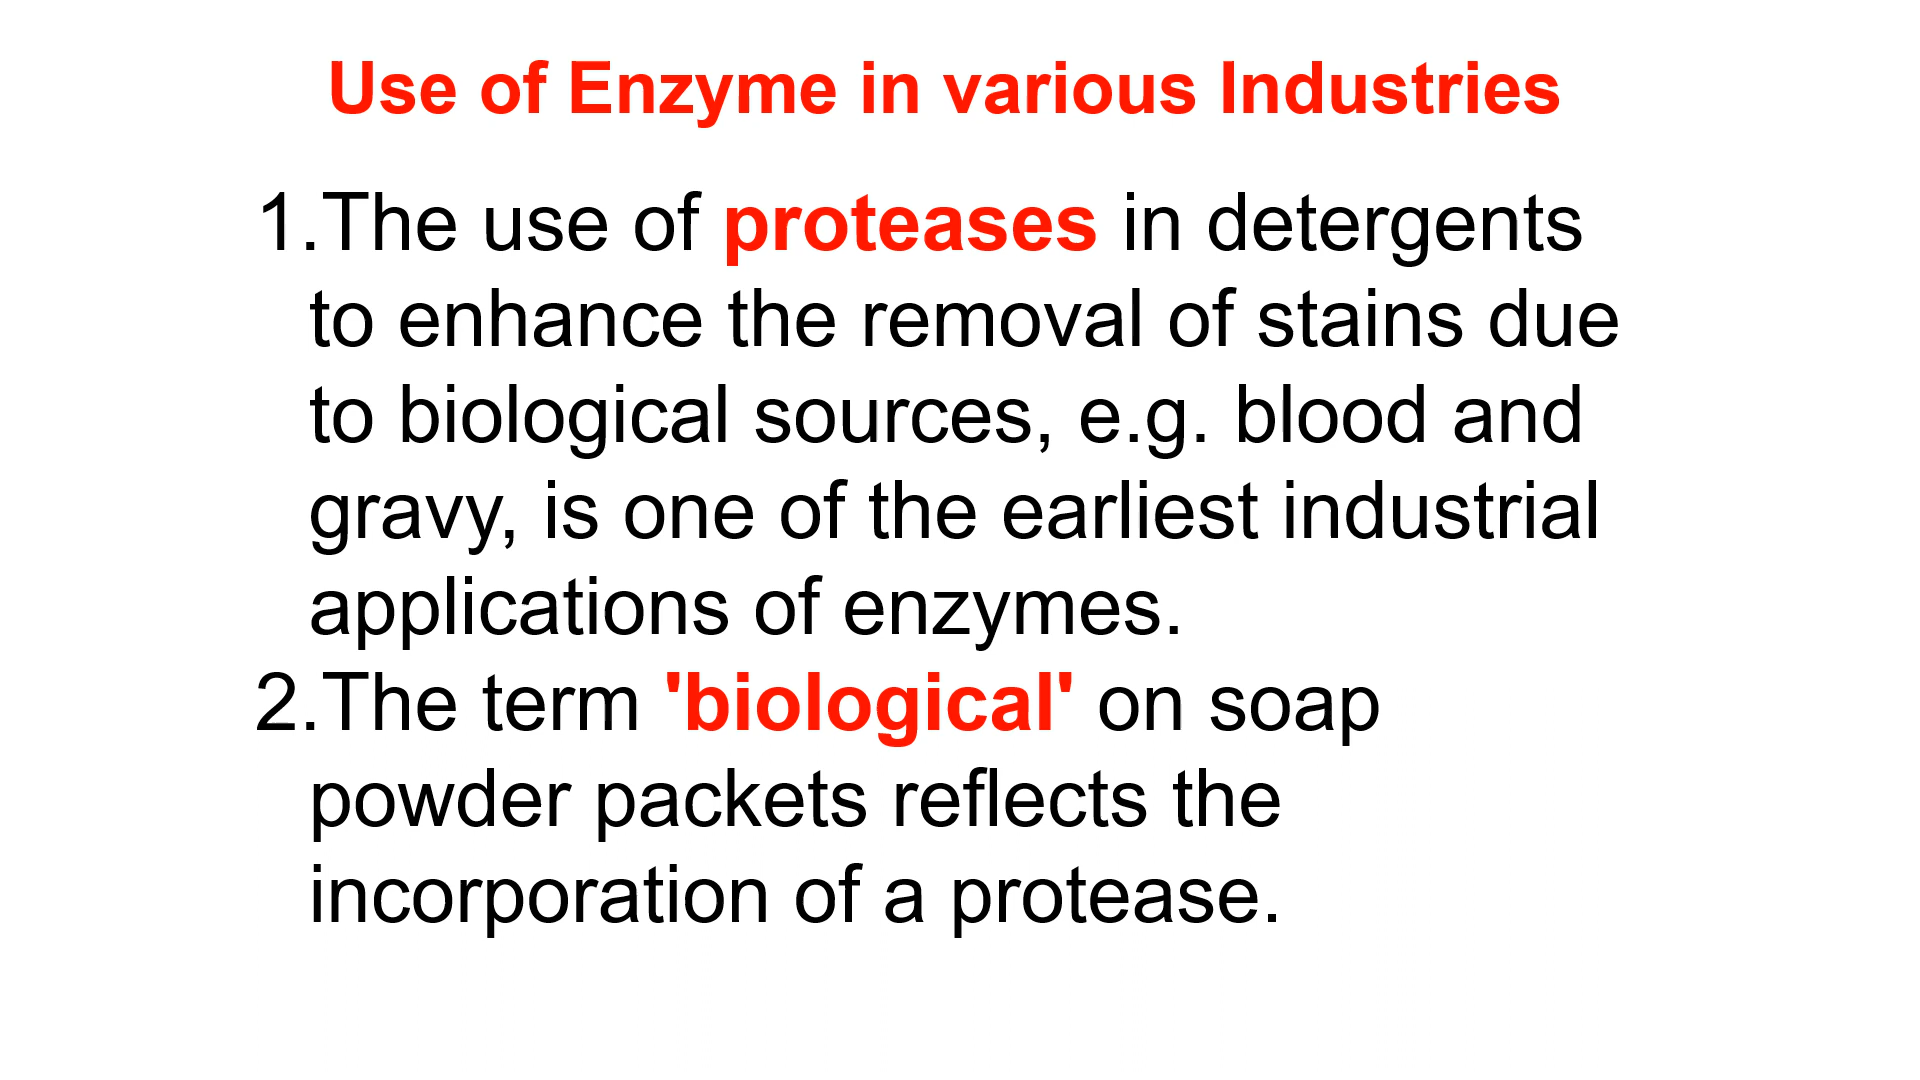 Use of Enzyme in various Industries
1.The use of proteases in detergents
to enhance the removal of stains due
to biological sources, e.g. blood and
gravy, is one of the earliest industrial
applications of enzymes.
2.The term 'biological' on soap
powder packets reflects the
incorporation of a protease.